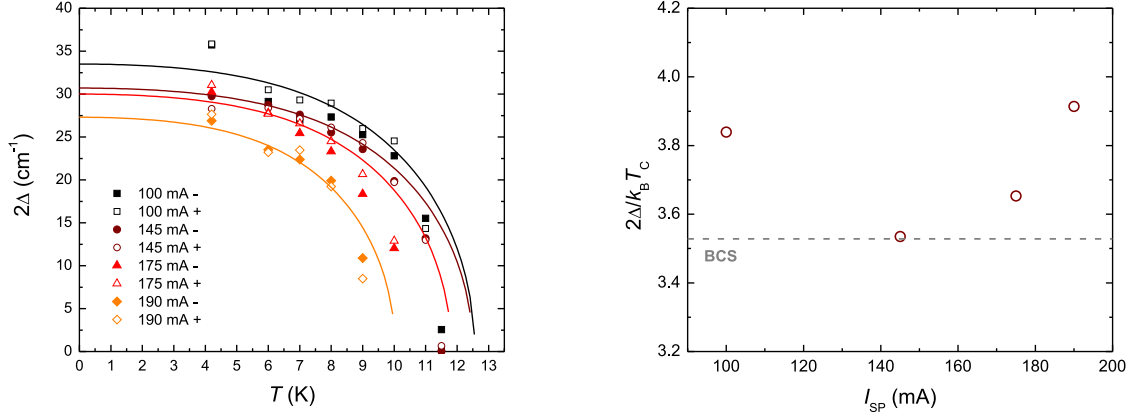 40
35
30
25
20
15
10
5
0
2Δ (cm⁻¹)
100 mA -
100 mA +
145 mA -
145 mA +
175 mA -
175 mA +
190 mA -
190 mA +
0 1 2 3 4 5 6 7 8 9 10 11 12 13
T (K)
4.2
4.0
3.8
3.6
3.4
3.2
2Δ/k_B T_C
BCS
100 120 140 160 180 200
I_SP (mA)